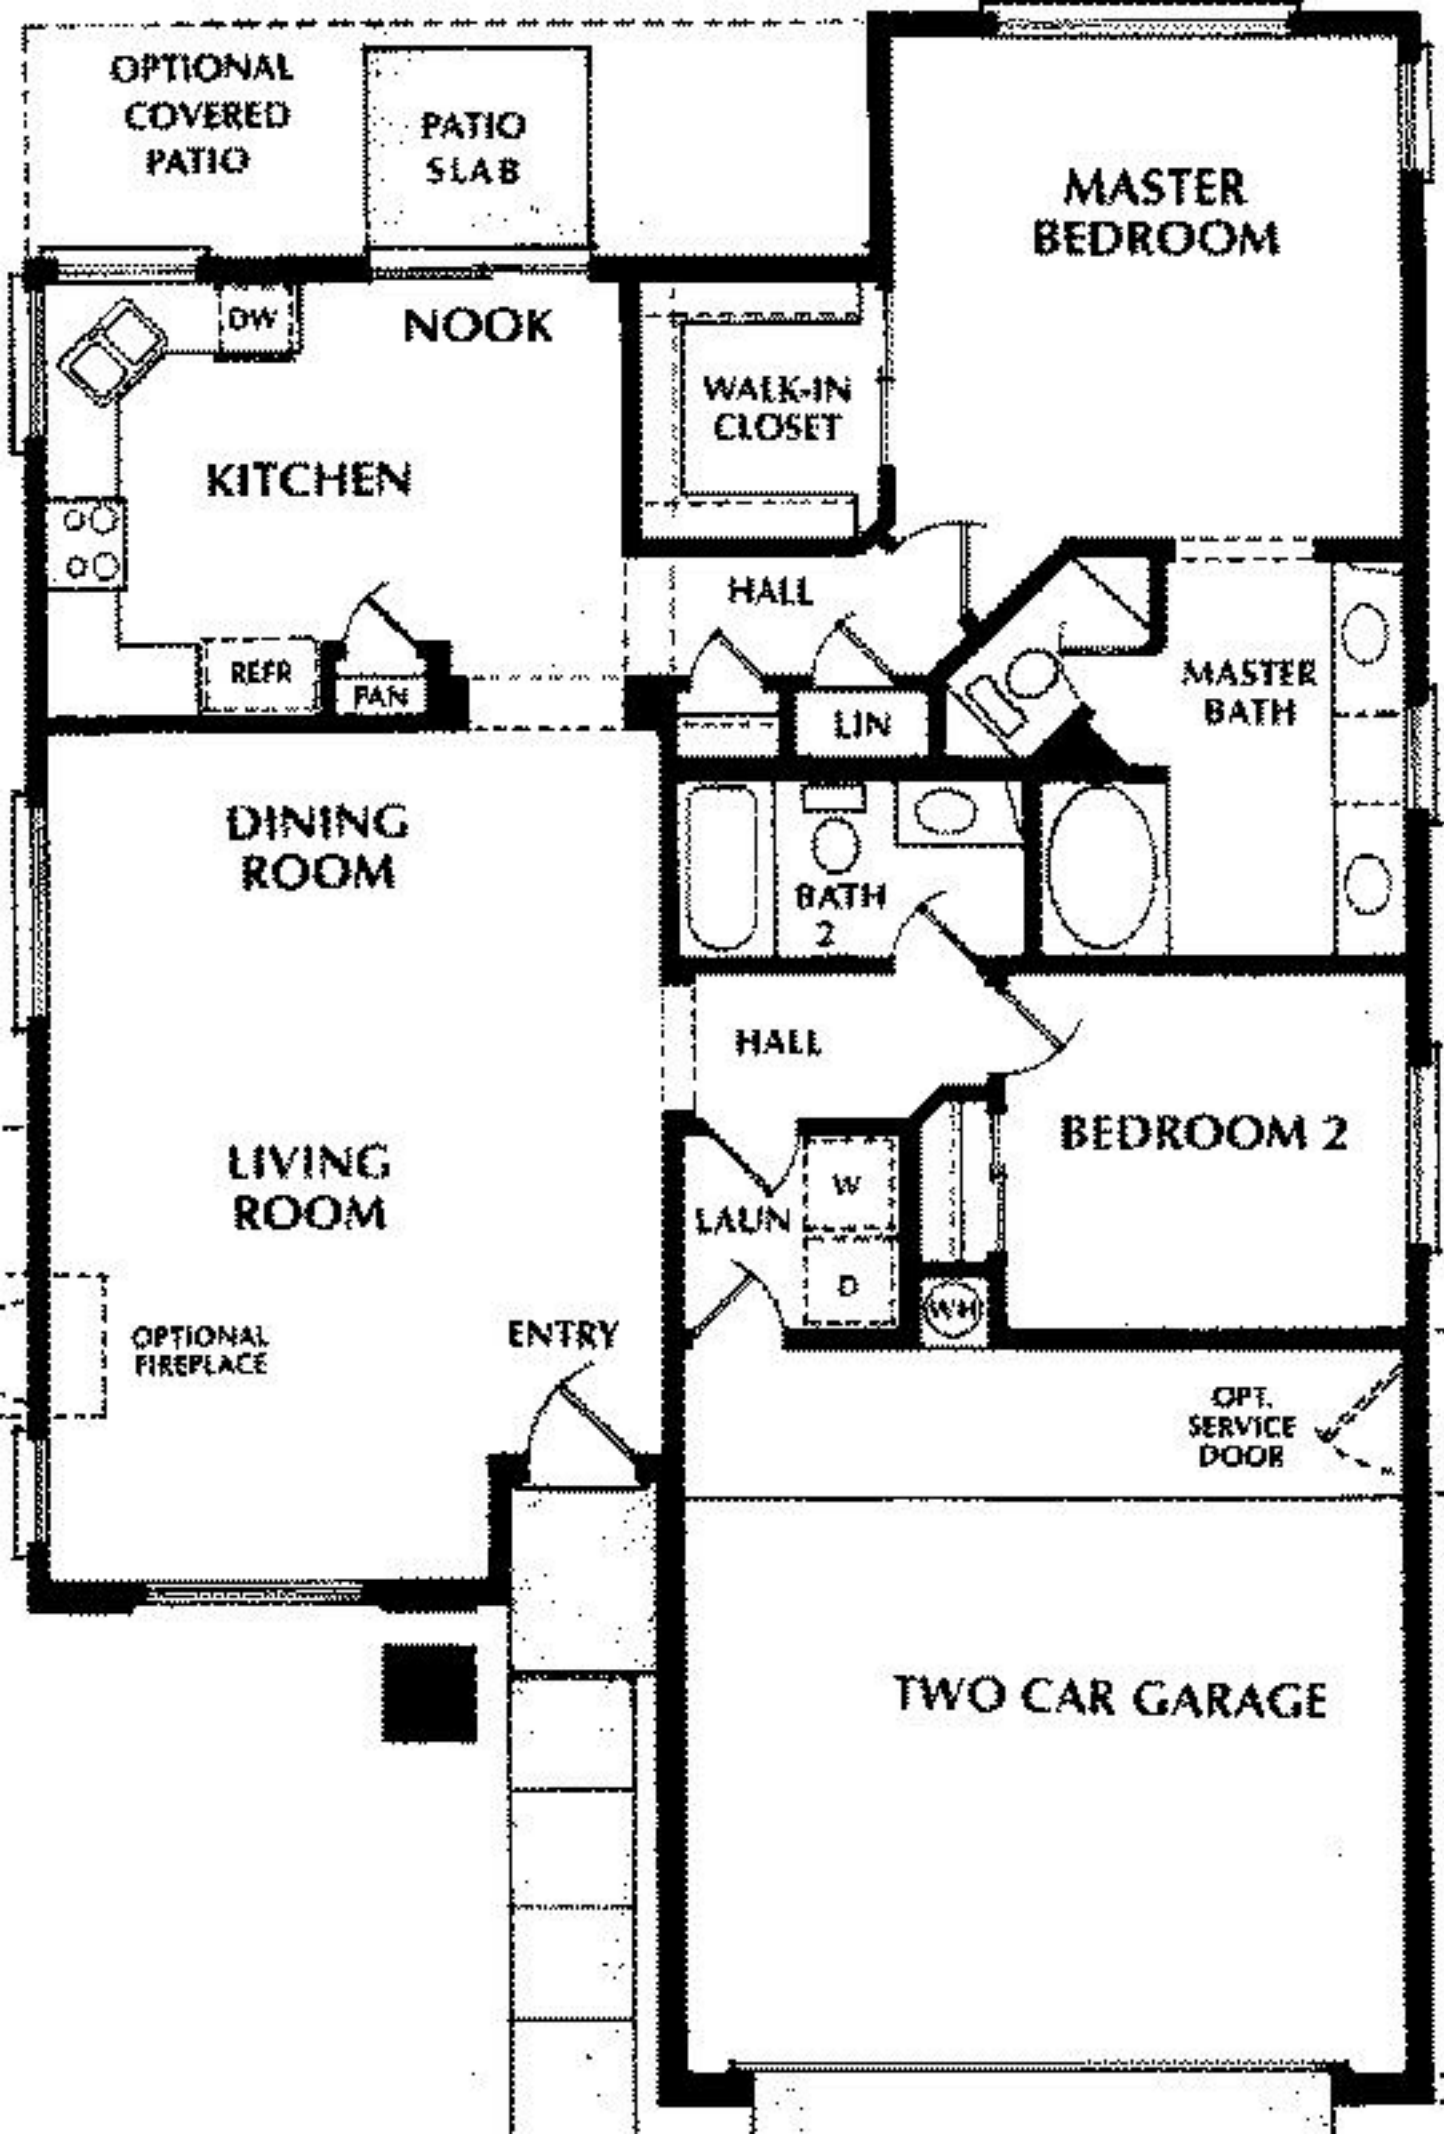 OPTIONAL
COVERED
PATIO
PATIO
SLAB
MASTER
BEDROOM
DW
NOOK
WALK-IN
CLOSET
KITCHEN
HALL
REFR
PAN
LIN
MASTER
BATH
DINING
ROOM
BATH
2
HALL
BEDROOM 2
LIVING
ROOM
W
LAUN
D
WH
ENTRY
OPTIONAL
FIREPLACE
OPT.
SERVICE
DOOR
TWO CAR GARAGE